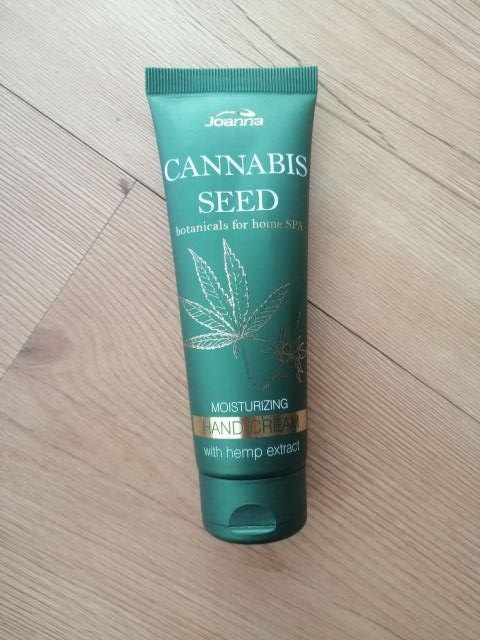 Joanna
CANNABIS
SEED
botanicals for home SPA
MOISTURIZING
HAND CREAM
with hemp extract